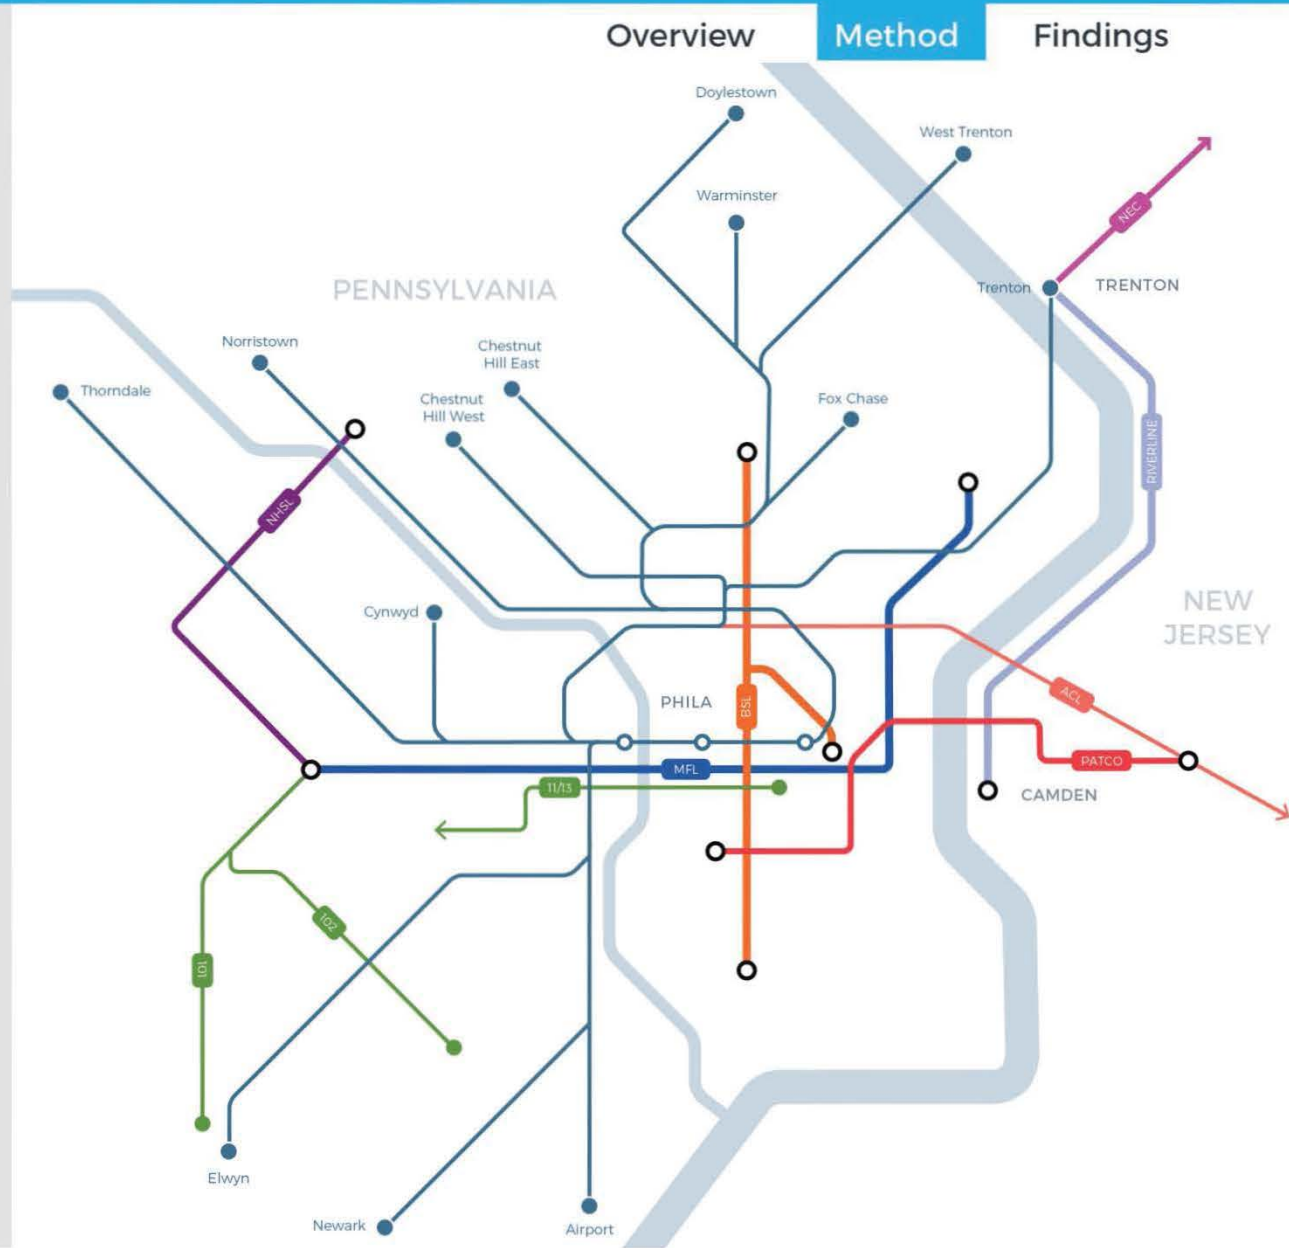 Overview
Method
Findings
Doylestown
West Trenton
Warminster
NEC
Trenton
TRENTON
PENNSYLVANIA
Norristown
Chestnut
Hill East
Thorndale
Chestnut
Hill West
Fox Chase
RIVERLINE
NHSL
Cynwyd
NEW
JERSEY
PHILA
BSL
ACL
MFL
PATCO
11/13
CAMDEN
102
101
Elwyn
Newark
Airport